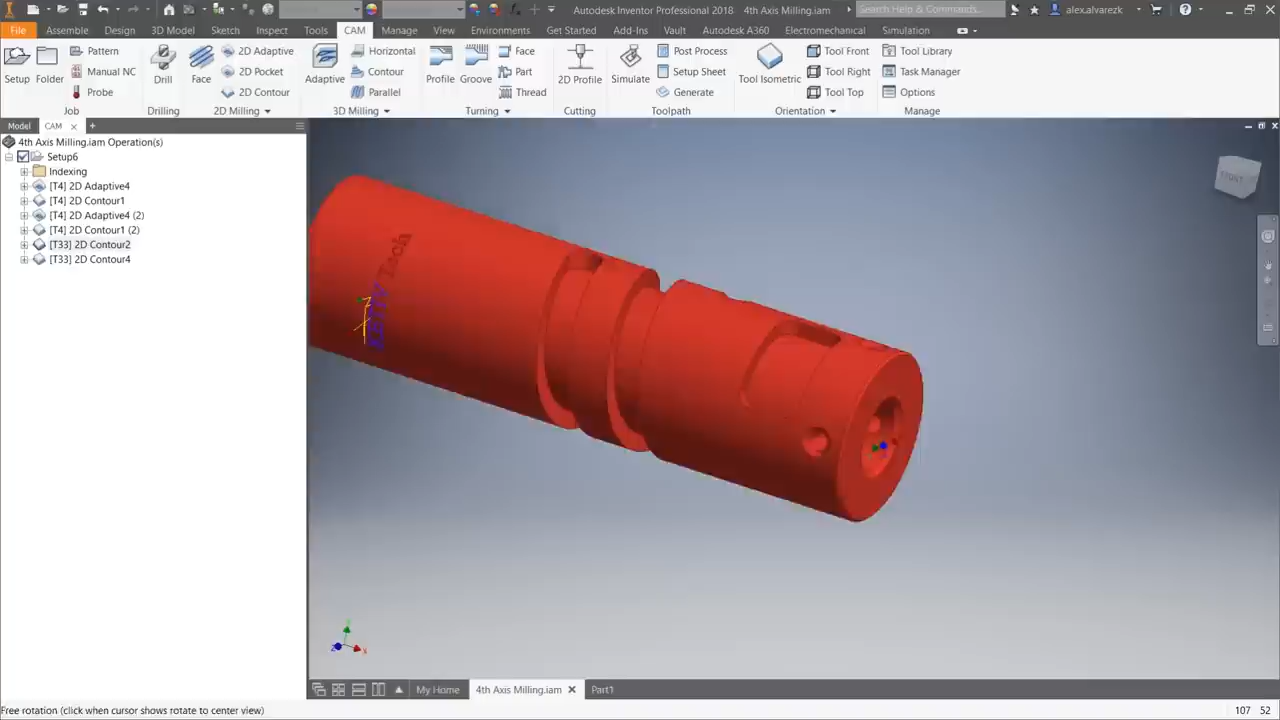 Autodesk Inventor Professional 2018 4th Axis Milling.iam
Search Help & Commands...
alex.alvarezk
File Assemble Design 3D Model Sketch Inspect Tools CAM Manage View Environments Get Started Add-Ins Vault Autodesk A360 Electromechanical Simulation
Setup Folder Pattern Manual NC Probe
Job
Drill
Drilling
Face 2D Adaptive 2D Pocket 2D Contour
2D Milling
Adaptive Horizontal Contour Parallel
3D Milling
Profile Groove Face Part Thread
Turning
2D Profile
Cutting
Simulate Post Process Setup Sheet Generate
Toolpath
Tool Isometric Tool Front Tool Right Tool Top
Orientation
Tool Library Task Manager Options
Manage
Model CAM
4th Axis Milling.iam Operation(s)
Setup6
Indexing
[T4] 2D Adaptive4
[T4] 2D Contour1
[T4] 2D Adaptive4 (2)
[T4] 2D Contour1 (2)
[T33] 2D Contour2
[T33] 2D Contour4
KETIV Tech
FRONT
My Home 4th Axis Milling.iam Part1
Free rotation (click when cursor shows rotate to center view)
107 52